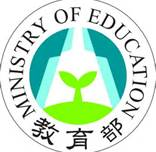 MINISTRY OF EDUCATION
教育部